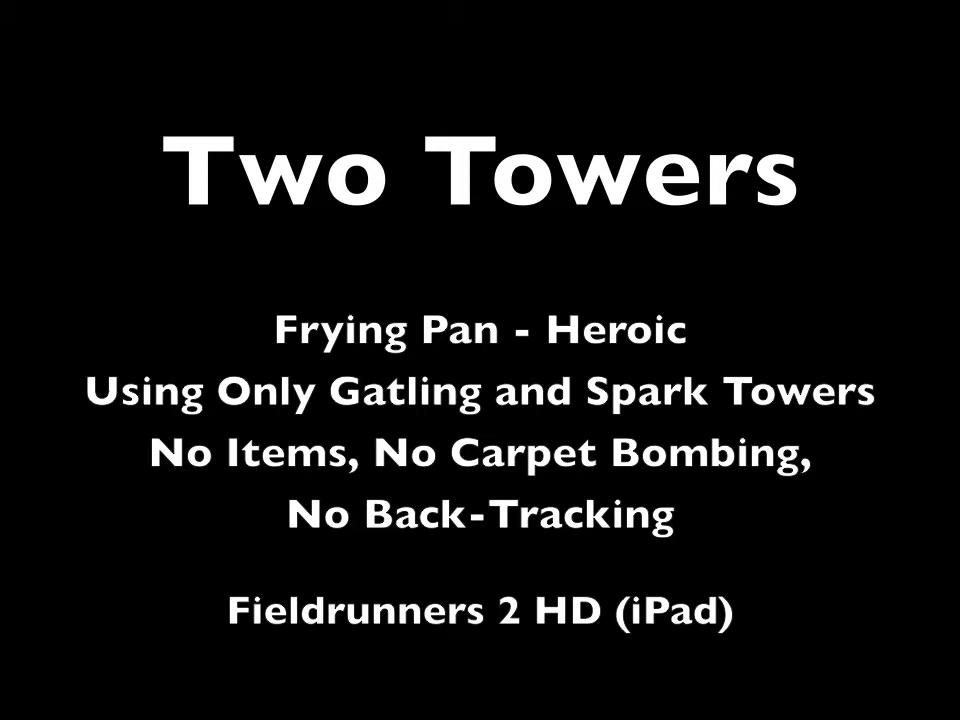 Two Towers
Frying Pan - Heroic
Using Only Gatling and Spark Towers
No Items, No Carpet Bombing,
No Back-Tracking
Fieldrunners 2 HD (iPad)